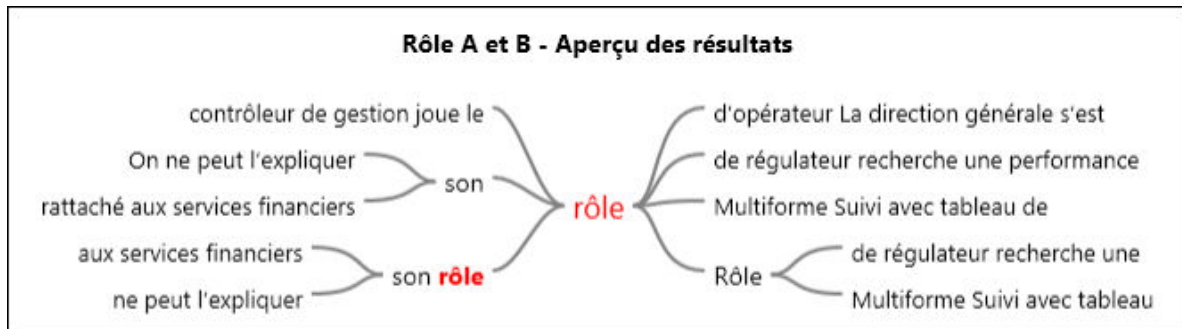 Rôle A et B - Aperçu des résultats
contrôleur de gestion joue le
On ne peut l'expliquer
son
rattaché aux services financiers
aux services financiers
son rôle
ne peut l'expliquer
rôle
d'opérateur La direction générale s'est
de régulateur recherche une performance
Multiforme Suivi avec tableau de
Rôle
de régulateur recherche une
Multiforme Suivi avec tableau